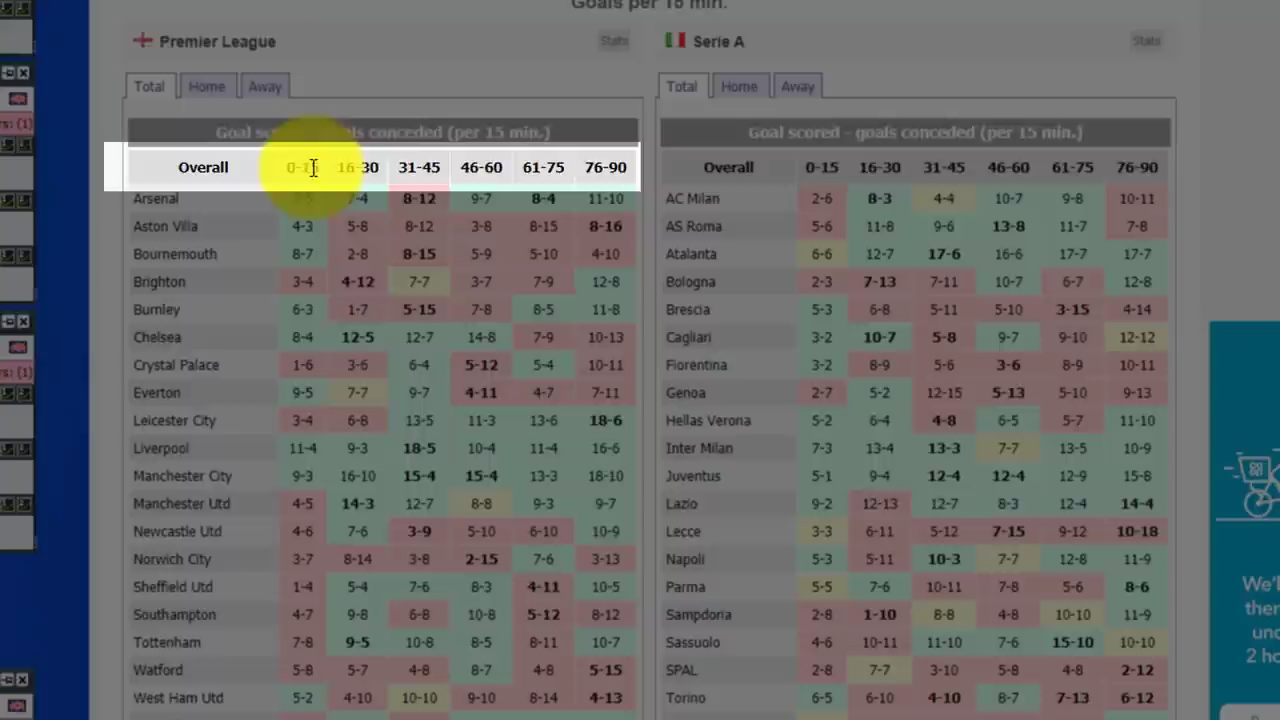 Goals per 15 min.
Premier League Stats
Total Home Away
conceded (per 15 min.)
Overall 0-15 16-30 31-45 46-60 61-75 76-90
Arsenal 7-4 8-12 9-7 8-4 11-10
Aston Villa 4-3 5-8 8-12 3-8 8-15 8-16
Bournemouth 8-7 2-8 8-15 5-9 5-10 4-10
Brighton 3-4 4-12 7-7 3-7 7-9 12-8
Burnley 6-3 1-7 5-15 7-8 8-5 11-8
Chelsea 8-4 12-5 12-7 14-8 7-9 10-13
Crystal Palace 1-6 3-6 6-4 5-12 5-4 10-11
Everton 9-5 7-7 9-7 4-11 4-7 7-11
Leicester City 3-4 6-8 13-5 11-3 13-6 18-6
Liverpool 11-4 9-3 18-5 10-4 11-4 16-6
Manchester City 9-3 16-10 15-4 15-4 13-3 18-10
Manchester Utd 4-5 14-3 12-7 8-8 9-3 9-7
Newcastle Utd 4-6 7-6 3-9 5-10 6-10 10-9
Norwich City 3-7 8-14 3-8 2-15 7-6 3-13
Sheffield Utd 1-4 5-4 7-6 8-3 4-11 10-5
Southampton 4-7 9-8 6-8 10-8 5-12 8-12
Tottenham 7-8 9-5 10-8 8-5 8-11 10-7
Watford 5-8 5-7 4-8 8-7 4-8 5-15
West Ham Utd 5-2 4-10 10-10 9-10 8-14 4-13
Serie A Stats
Total Home Away
Goal scored - goals conceded (per 15 min.)
Overall 0-15 16-30 31-45 46-60 61-75 76-90
AC Milan 2-6 8-3 4-4 10-7 9-8 10-11
AS Roma 5-6 11-8 9-6 13-8 11-7 7-8
Atalanta 6-6 12-7 17-6 16-6 17-7 17-7
Bologna 2-3 7-13 7-11 10-7 6-7 12-8
Brescia 5-3 6-8 5-11 5-10 3-15 4-14
Cagliari 3-2 10-7 5-8 9-7 9-10 12-12
Fiorentina 3-2 8-9 5-6 3-6 8-9 10-11
Genoa 2-7 5-2 12-15 5-13 5-10 9-13
Hellas Verona 5-2 6-4 4-8 6-5 5-7 11-10
Inter Milan 7-3 13-4 13-3 7-7 13-5 10-9
Juventus 5-1 9-4 12-4 12-4 12-9 15-8
Lazio 9-2 12-13 12-7 8-3 12-4 14-4
Lecce 3-3 6-11 5-12 7-15 9-12 10-18
Napoli 5-3 5-11 10-3 7-7 12-8 11-9
Parma 5-5 7-6 10-11 7-8 5-6 8-6
Sampdoria 2-8 1-10 8-8 4-8 10-10 11-9
Sassuolo 4-6 10-11 11-10 7-6 15-10 10-10
SPAL 2-8 7-7 3-10 5-8 4-8 2-12
Torino 6-5 6-10 4-10 8-7 7-13 6-12
We'll
2 ho